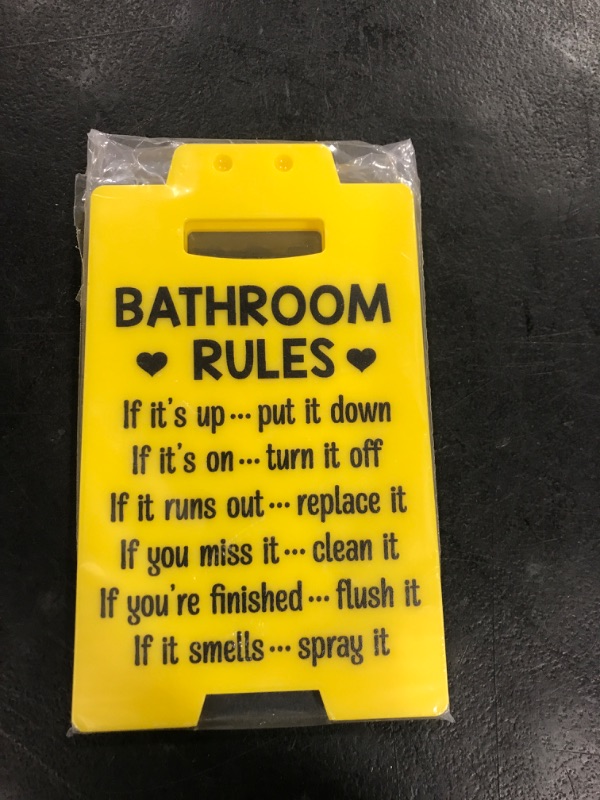 BATHROOM
♥ RULES ♥
If it's up... put it down
If it's on... turn it off
If it runs out... replace it
If you miss it... clean it
If you're finished... flush it
If it smells... spray it